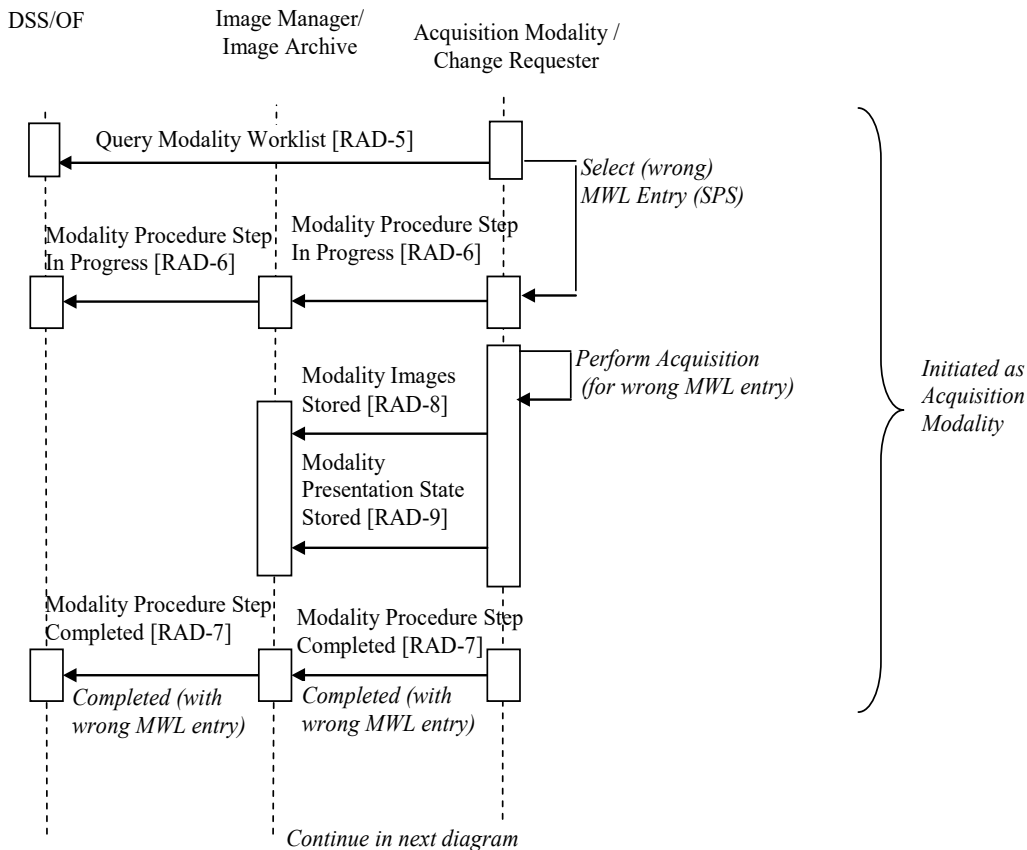 DSS/OF
Image Manager/
Image Archive
Acquisition Modality /
Change Requester
Query Modality Worklist [RAD-5]
Select (wrong)
MWL Entry (SPS)
Modality Procedure Step
In Progress [RAD-6]
Modality Procedure Step
In Progress [RAD-6]
Perform Acquisition
(for wrong MWL entry)
Modality Images
Stored [RAD-8]
Initiated as
Acquisition
Modality
Modality
Presentation State
Stored [RAD-9]
Modality Procedure Step
Completed [RAD-7]
Modality Procedure Step
Completed [RAD-7]
Completed (with
wrong MWL entry)
Completed (with
wrong MWL entry)
Continue in next diagram